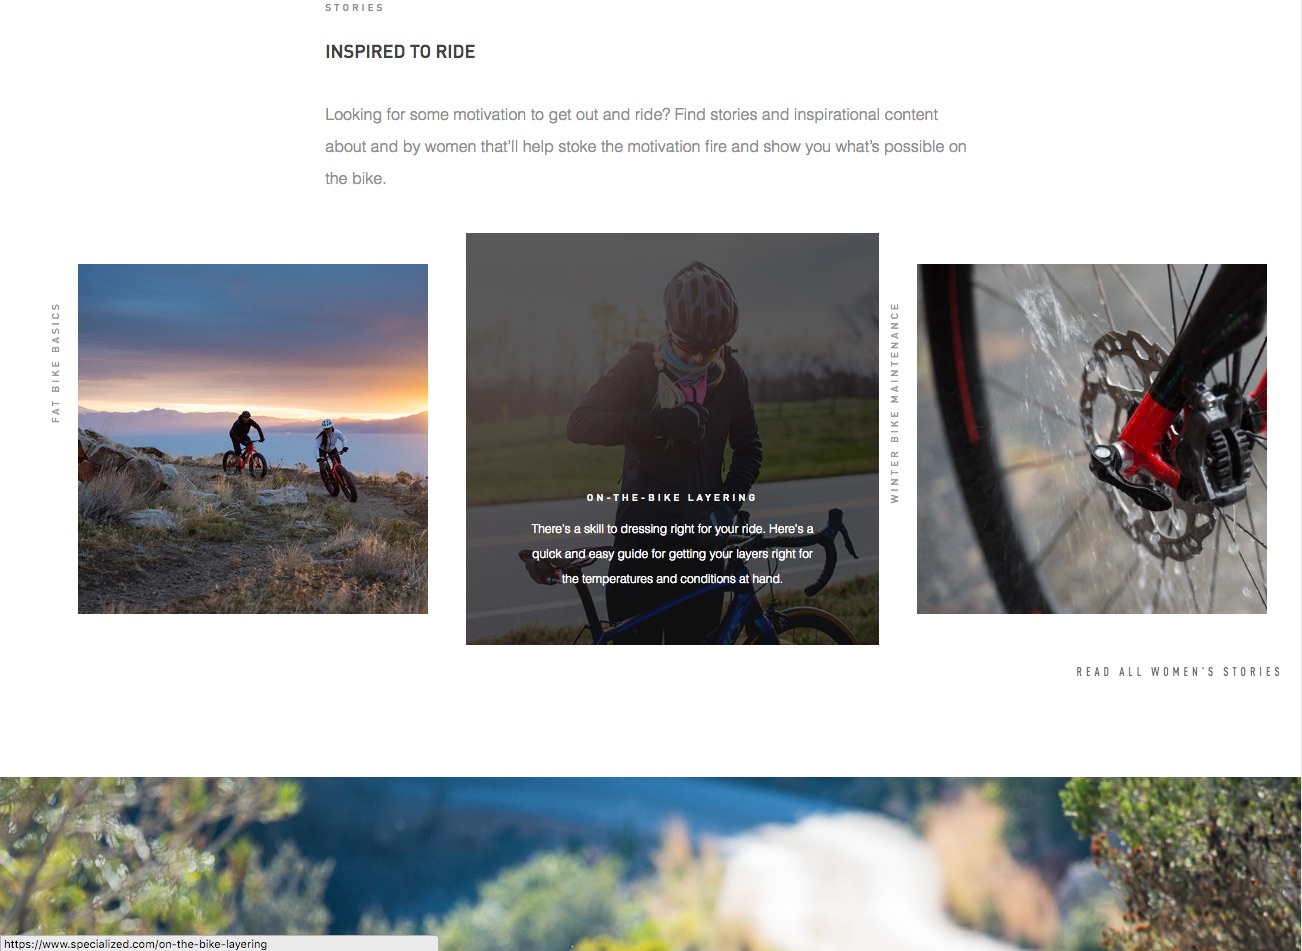 STORIES
INSPIRED TO RIDE
Looking for some motivation to get out and ride? Find stories and inspirational content
about and by women that'll help stoke the motivation fire and show you what's possible on
the bike.
FAT BIKE BASICS
ON-THE-BIKE LAYERING
There's a skill to dressing right for your ride. Here's a
quick and easy guide for getting your layers right for
the temperatures and conditions at hand.
WINTER BIKE MAINTENANCE
READ ALL WOMEN'S STORIES
https://www.specialized.com/on-the-bike-layering